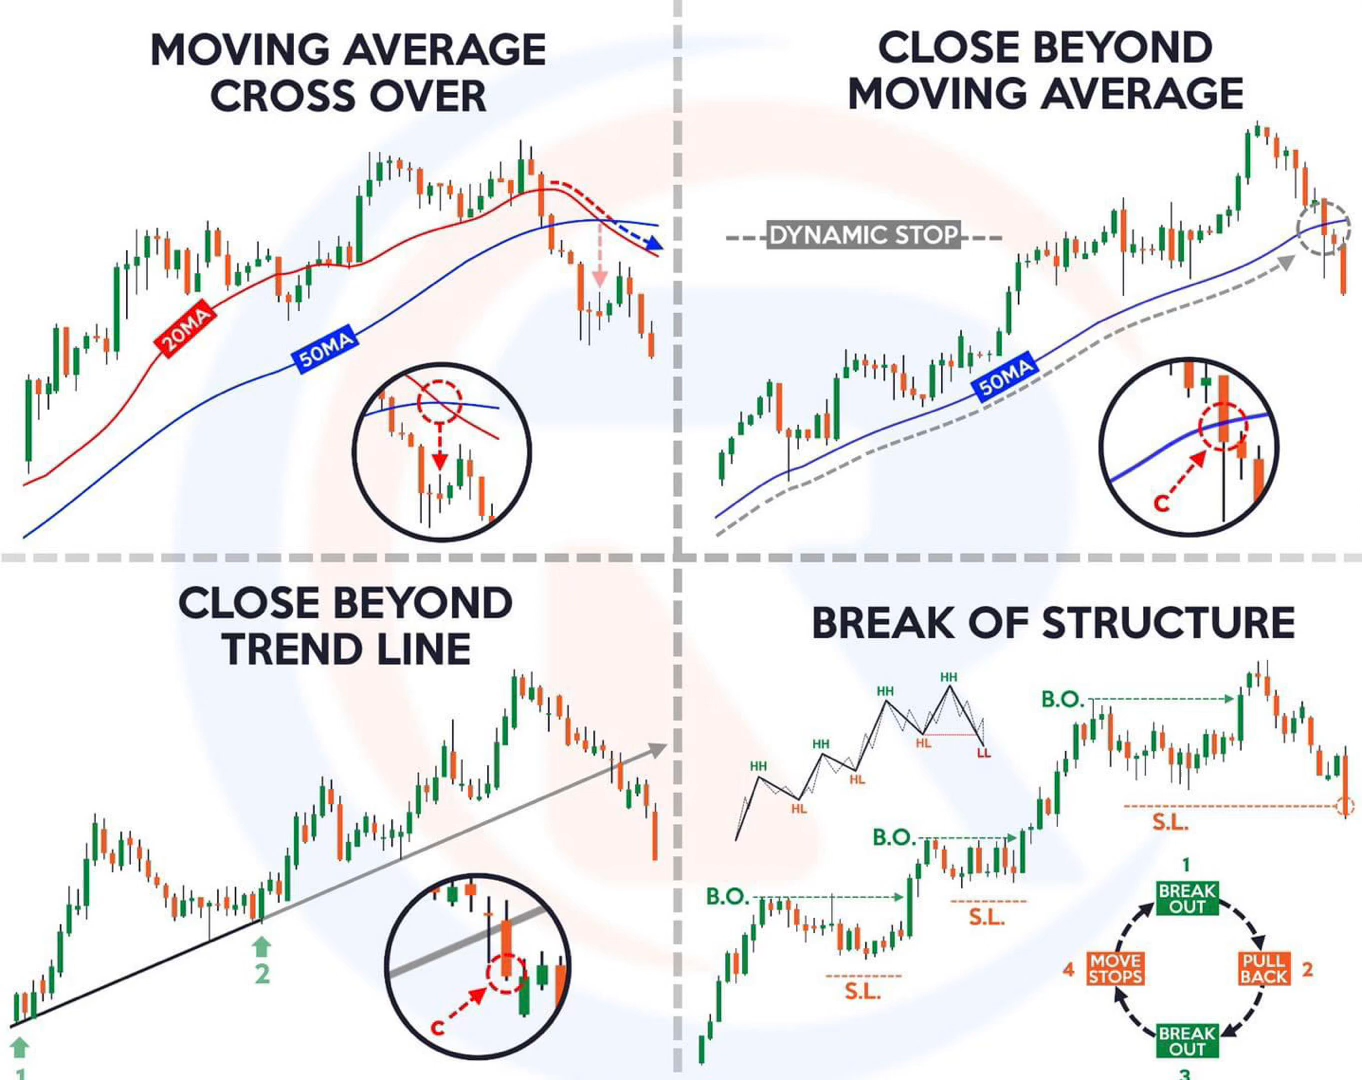 MOVING AVERAGE
CROSS OVER
20MA
50MA
CLOSE BEYOND
MOVING AVERAGE
DYNAMIC STOP
50MA
C
CLOSE BEYOND
TREND LINE
1
2
C
BREAK OF STRUCTURE
HH
HL
HH
HL
HH
HL
HH
LL
B.O.
S.L.
B.O.
S.L.
B.O.
S.L.
1
BREAK
OUT
PULL
BACK
2
BREAK
OUT
3
4
MOVE
STOPS